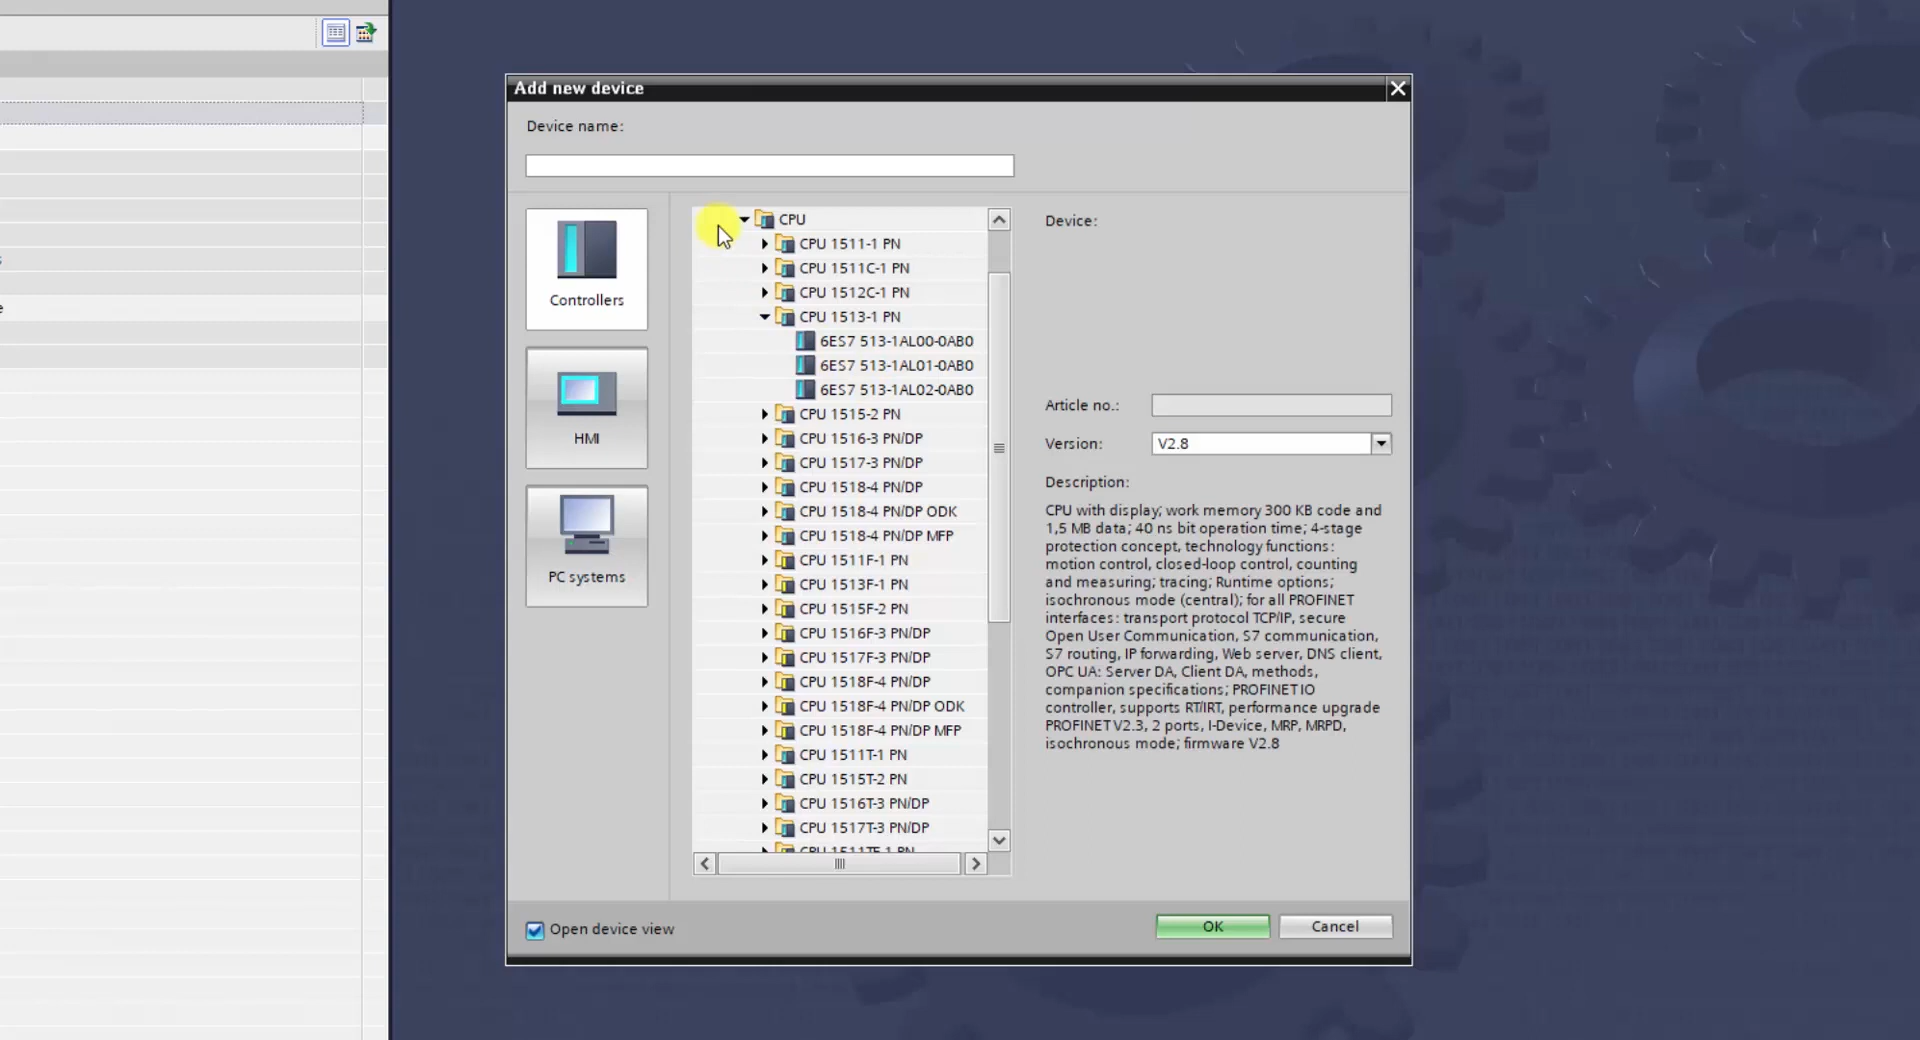 Add new device
Device name:
Controllers
HMI
PC systems
CPU
CPU 1511-1 PN
CPU 1511C-1 PN
CPU 1512C-1 PN
CPU 1513-1 PN
6ES7 513-1AL00-0AB0
6ES7 513-1AL01-0AB0
6ES7 513-1AL02-0AB0
CPU 1515-2 PN
CPU 1516-3 PN/DP
CPU 1517-3 PN/DP
CPU 1518-4 PN/DP
CPU 1518-4 PN/DP ODK
CPU 1518-4 PN/DP MFP
CPU 1511F-1 PN
CPU 1513F-1 PN
CPU 1515F-2 PN
CPU 1516F-3 PN/DP
CPU 1517F-3 PN/DP
CPU 1518F-4 PN/DP
CPU 1518F-4 PN/DP ODK
CPU 1518F-4 PN/DP MFP
CPU 1511T-1 PN
CPU 1515T-2 PN
CPU 1516T-3 PN/DP
CPU 1517T-3 PN/DP
CPU 1511TF-1 PN
Device:
Article no.:
Version: V2.8
Description:
CPU with display; work memory 300 KB code and
1,5 MB data; 40 ns bit operation time; 4-stage
protection concept, technology functions:
motion control, closed-loop control, counting
and measuring; tracing; Runtime options;
isochronous mode (central); for all PROFINET
interfaces: transport protocol TCP/IP, secure
Open User Communication, S7 communication,
S7 routing, IP forwarding, Web server, DNS client,
OPC UA: Server DA, Client DA, methods,
companion specifications; PROFINET IO
controller, supports RT/IRT, performance upgrade
PROFINET V2.3, 2 ports, I-Device, MRP, MRPD,
isochronous mode; firmware V2.8
Open device view
OK
Cancel